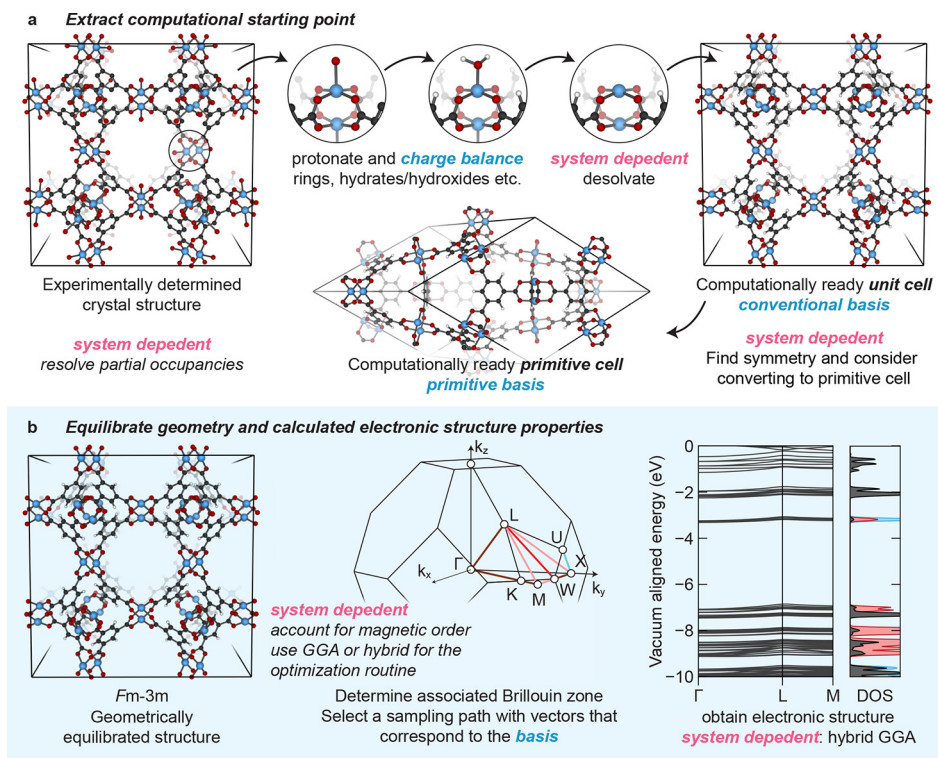 a Extract computational starting point
protonate and charge balance
rings, hydrates/hydroxides etc.
system depedent
desolvate
Experimentally determined
crystal structure
system depedent
resolve partial occupancies
Computationally ready unit cell
conventional basis
system depedent
Find symmetry and consider
converting to primitive cell
Computationally ready primitive cell
primitive basis
b Equilibrate geometry and calculated electronic structure properties
Fm-3m
Geometrically
equilibrated structure
kz
L
U
Γ
X
kx
K
M
W
ky
system depedent
account for magnetic order
use GGA or hybrid for the
optimization routine
Determine associated Brillouin zone
Select a sampling path with vectors that
correspond to the basis
Vacuum aligned energy (eV)
0
−2
−4
−6
−8
−10
Γ L M DOS
obtain electronic structure
system depedent: hybrid GGA